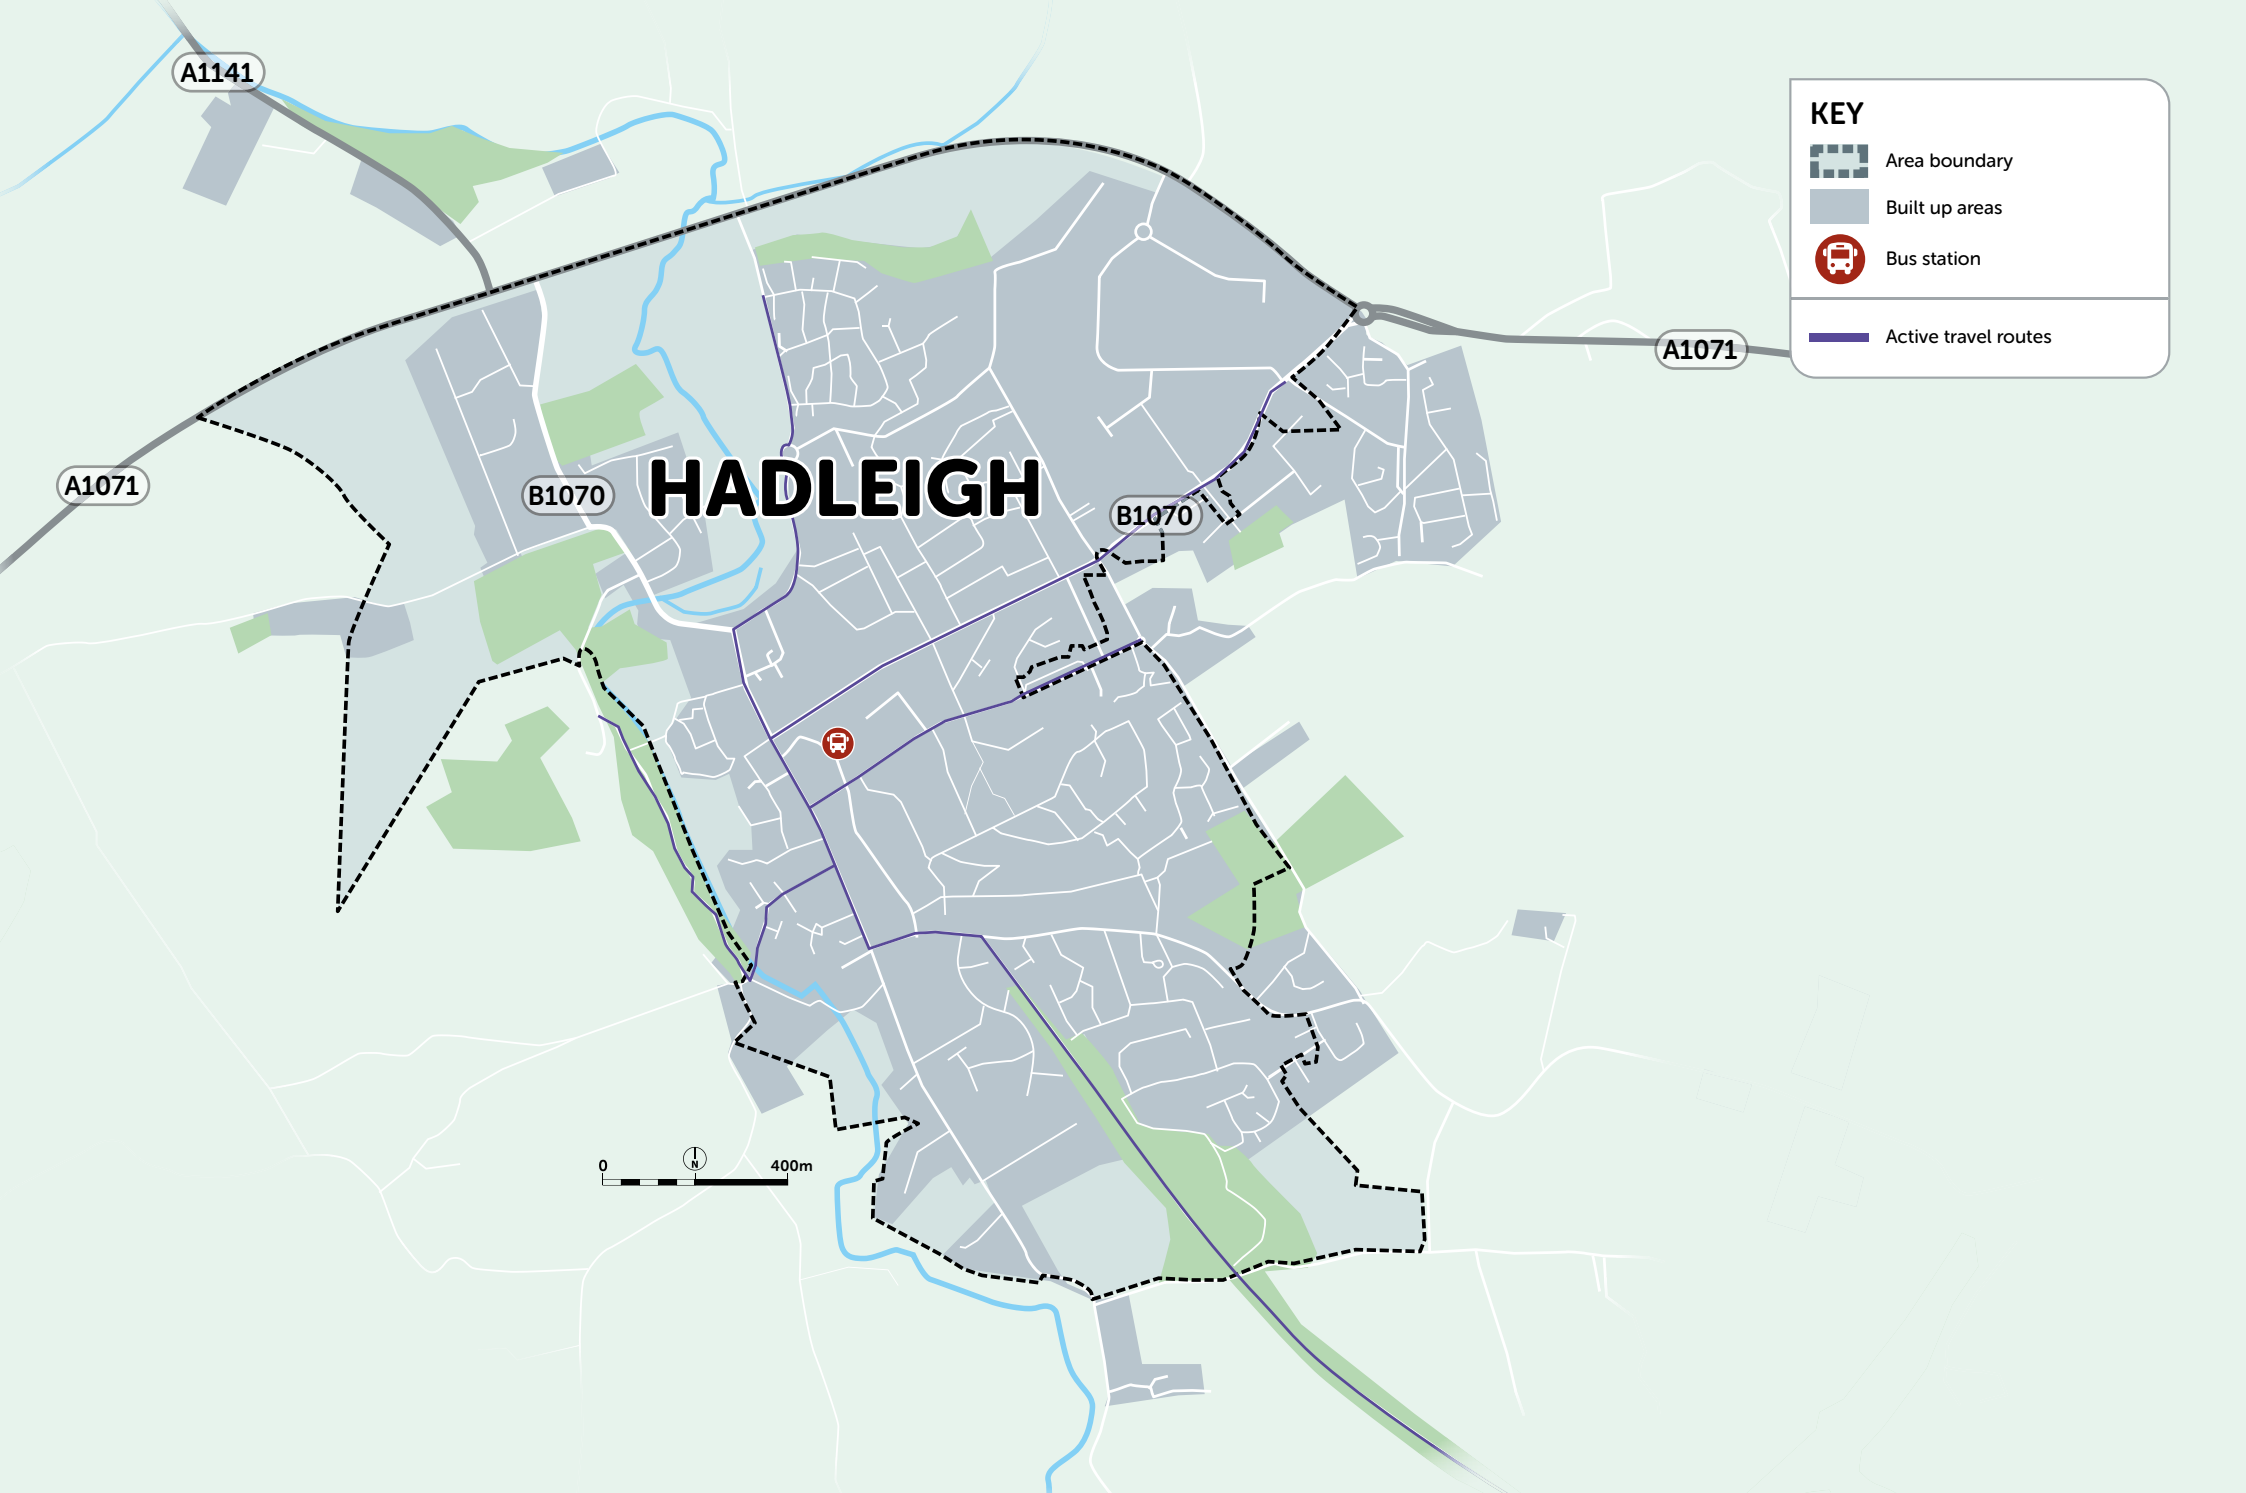 A1141
KEY
Area boundary
Built up areas
Bus station
Active travel routes
A1071
A1071
B1070
HADLEIGH
B1070
0
N
400m